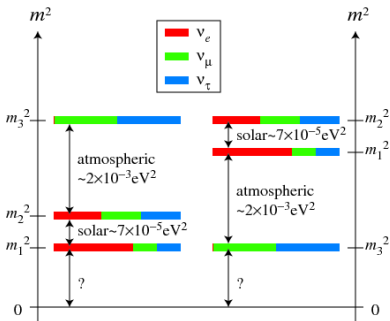 m²
m²
νe
νμ
ντ
m₃²
m₂²
solar~7×10⁻⁵eV²
m₁²
atmospheric
~2×10⁻³eV²
atmospheric
~2×10⁻³eV²
m₂²
solar~7×10⁻⁵eV²
m₁²
m₃²
?
?
0
0